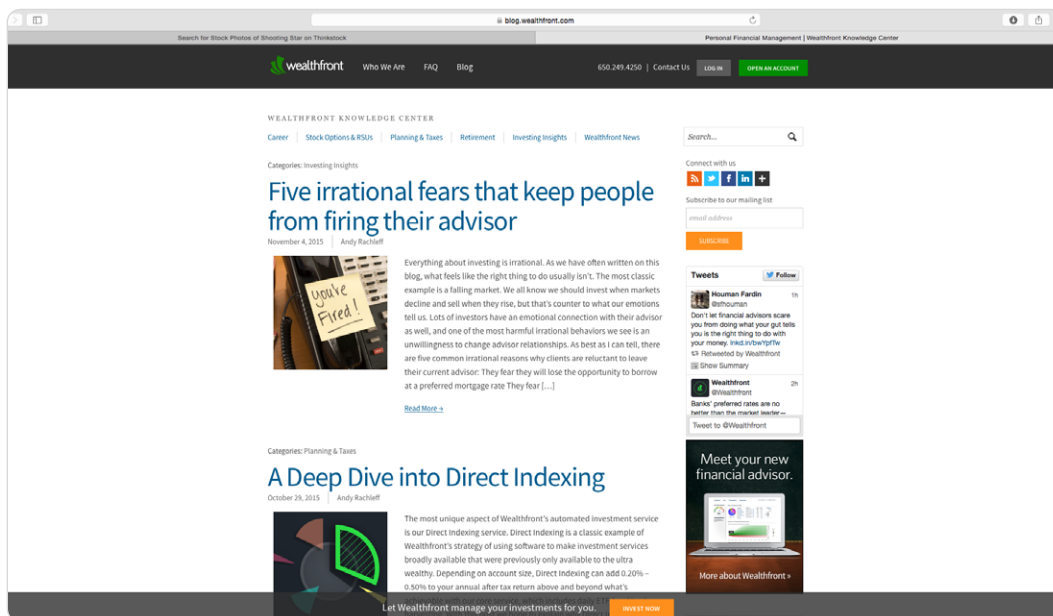 blog.wealthfront.com
Search for Stock Photos of Shooting Star on Thinkstock
Personal Financial Management | Wealthfront Knowledge Center
wealthfront
Who We Are
FAQ
Blog
650.249.4250 | Contact Us
LOG IN
OPEN AN ACCOUNT
WEALTHFRONT KNOWLEDGE CENTER
Career
Stock Options & RSUs
Planning & Taxes
Retirement
Investing Insights
Wealthfront News
Categories: Investing Insights
Five irrational fears that keep people
from firing their advisor
November 4, 2015
Andy Rachleff
you're
Fired!
Everything about investing is irrational. As we have often written on this
blog, what feels like the right thing to do usually isn't. The most classic
example is a falling market. We all know we should invest when markets
decline and sell when they rise, but that's counter to what our emotions
tell us. Lots of investors have an emotional connection with their advisor
as well, and one of the most harmful irrational behaviors we see is an
unwillingness to change advisor relationships. As best as I can tell, there
are five common irrational reasons why clients are reluctant to leave
their current advisor: They fear they will lose the opportunity to borrow
at a preferred mortgage rate They fear […]
Read More →
Categories: Planning & Taxes
A Deep Dive into Direct Indexing
October 29, 2015
Andy Rachleff
The most unique aspect of Wealthfront's automated investment service
is our Direct Indexing service. Direct Indexing is a classic example of
Wealthfront's strategy of using software to make investment services
broadly available that were previously only available to the ultra
wealthy. Depending on account size, Direct Indexing can add 0.20% –
0.50% to your annual after tax return above and beyond what's
achievable with our core service, which includes daily
Search...
Connect with us
Subscribe to our mailing list
email address
SUBSCRIBE
Tweets
Follow
Houman Fardin
1h
@sfhouman
Don't let financial advisors scare
you from doing what your gut tells
you is the right thing to do with
your money. lnkd.in/bwYpfTw
Retweeted by Wealthfront
Show Summary
Wealthfront
2h
@Wealthfront
Banks' preferred rates are no
better than the market leader—
Tweet to @Wealthfront
Meet your new
financial advisor.
More about Wealthfront »
Let Wealthfront manage your investments for you.
INVEST NOW